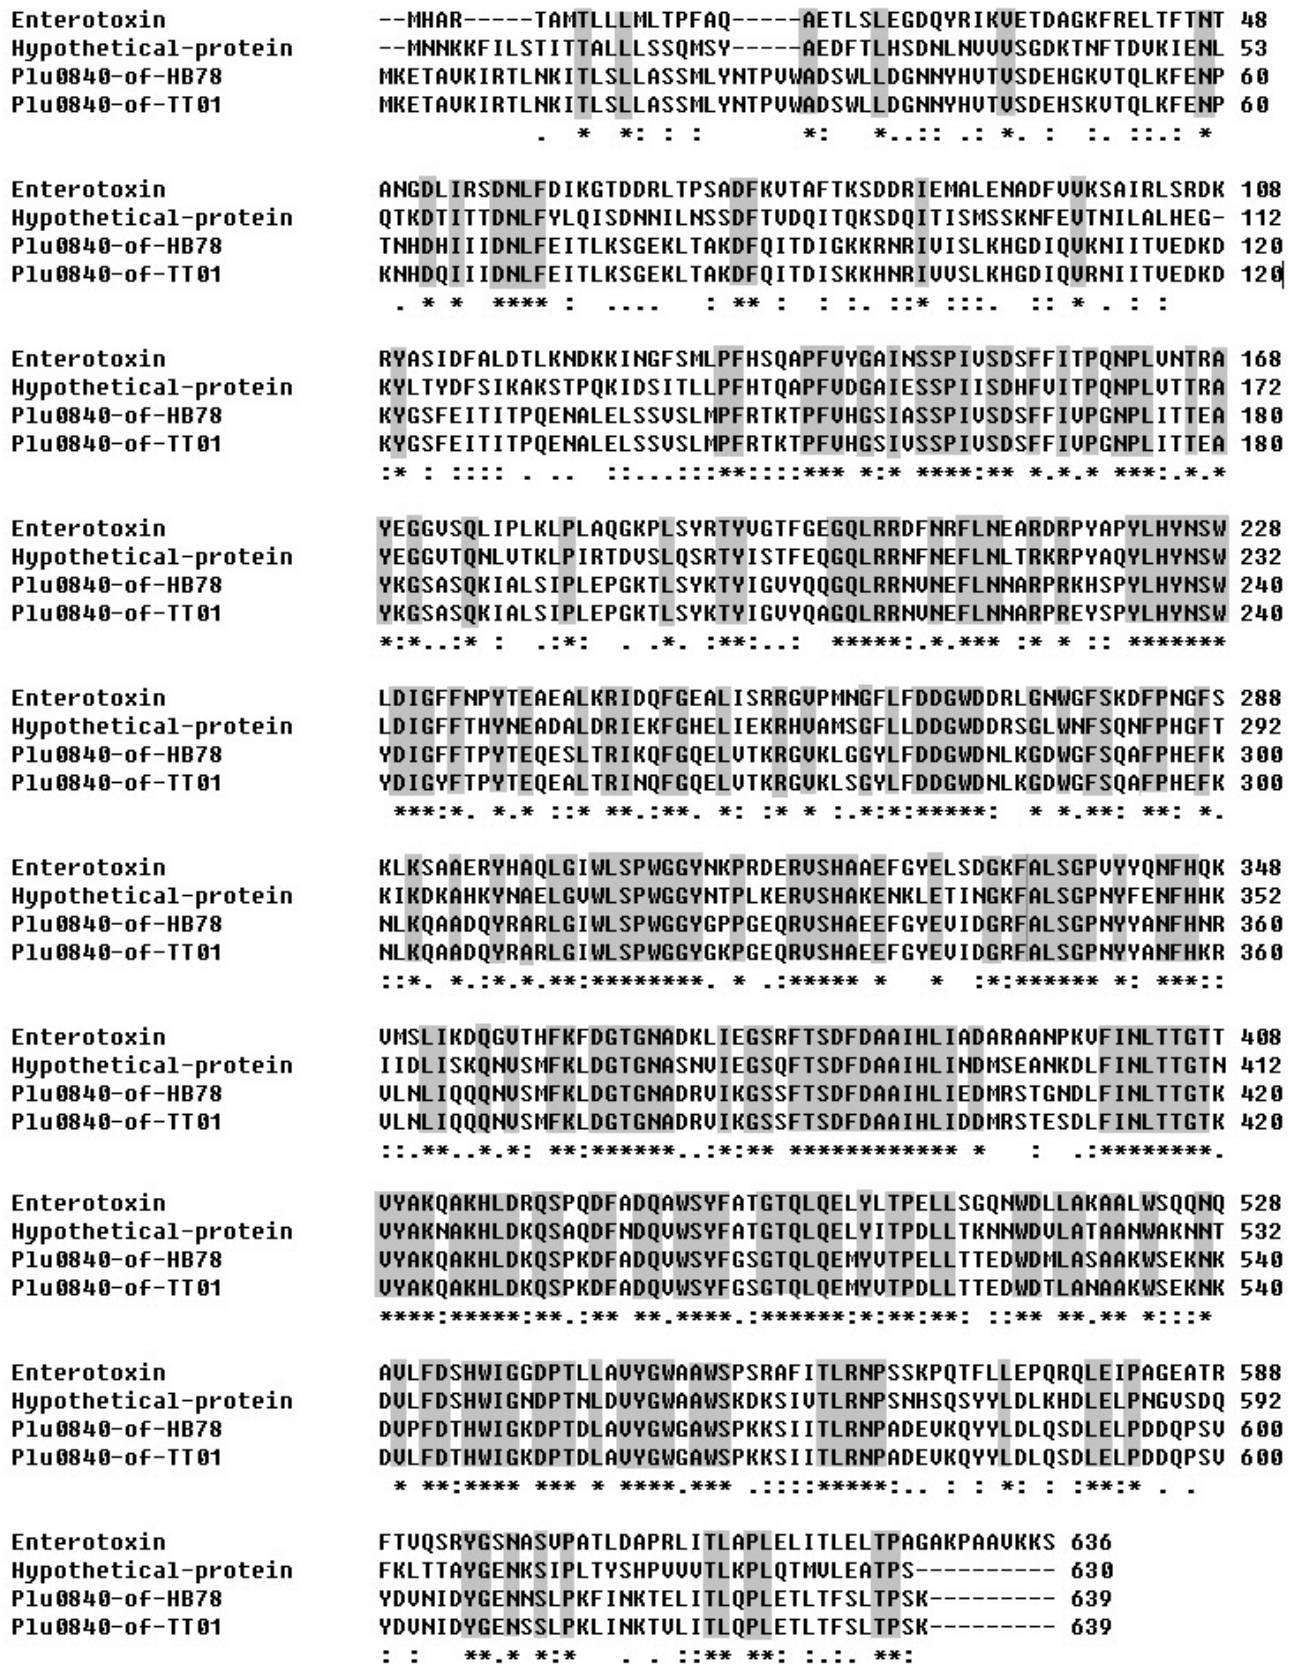 Enterotoxin --MHAR-----TAMTLLLMLTPFAQ-----AETLSLEGDQYRIKVETDAGKFRELTFTNT 48
Hypothetical-protein --MNNKKFILSTITTALLLSSQMSY-----AEDFTLHSDNLNVVVSGDKTNFTDVKIENL 53
Plu0840-of-HB78 MKETAVKIRTLNKITLSLLASSMLYNTPVWADSWLLDGNNYHVTVSDEHGKVTQLKFENP 60
Plu0840-of-TT01 MKETAVKIRTLNKITLSLLASSMLYNTPVWADSWLLDGNNYHVTVSDEHSKVTQLKFENP 60
. * *: : : *: *..:: .: *. : :. ::.: *
Enterotoxin ANGDLIRSDNLFDIKGTDDRLTPSADFKVTAFTKSDDRIEMALENADFVVKSAIRLSRDK 108
Hypothetical-protein QTKDTITTDNLFYLQISDNNILNSSDFTVDQITQKSDQITISMSSKNFEVTNILALHEG- 112
Plu0840-of-HB78 TNHDHIIIDNLFEITLKSGEKLTAKDFQITDIGKKRNRIVISLKHGDIQVKNIITVEDKD 120
Plu0840-of-TT01 KNHDQIIIDNLFEITLKSGEKLTAKDFQITDISKKHNRIVVSLKHGDIQVRNIITVEDKD 120
. * * **** : .... : ** : : :. ::* :::. :: * . : :
Enterotoxin RYASIDFALDTLKNDKKINGFSMLPFHSQAPFVYGAINSSPIVSDSFFITPQNPLVNTRA 168
Hypothetical-protein KYLTYDFSIKAKSTPQKIDSITLLPFHTQAPFVDGAIESSPIISDHFVITPQNPLVTTRA 172
Plu0840-of-HB78 KYGSFEITITPQENALELSSVSLMPFRTKTPFVHGSIASSPIVSDSFFIVPGNPLITTEA 180
Plu0840-of-TT01 KYGSFEITITPQENALELSSVSLMPFRTKTPFVHGSIVSSPIVSDSFFIVPGNPLITTEA 180
:* : :::: . .. ::...:::**::::*** *:* ****:** *.*.* ***:.*.*
Enterotoxin YEGGVSQLIPLKLPLAQGKPLSYRTYVGTFGEGQLRRDFNRFLNEARDRPYAPYLHYNSW 228
Hypothetical-protein YEGGVTQNLVTKLPIRTDVSLQSRTYISTFEQGQLRRNFNEFLNLTRKRPYAQYLHYNSW 232
Plu0840-of-HB78 YKGSASQKIALSIPLEPGKTLSYKTYIGVYQQGQLRRNVNEFLNNARPRKHSPYLHYNSW 240
Plu0840-of-TT01 YKGSASQKIALSIPLEPGKTLSYKTYIGVYQAGQLRRNVNEFLNNARPREYSPYLHYNSW 240
*:*..:* : .:*: . .*. :**:..: *****:.*.*** :* * :: *******
Enterotoxin LDIGFFNPYTEAEALKRIDQFGEALISRRGVPMNGFLFDDGWDDRLGNWGFSKDFPNGFS 288
Hypothetical-protein LDIGFFTHYNEADALDRIEKFGHELIEKRHVAMSGFLLDDGWDDRSGLWNFSQNFPHGFT 292
Plu0840-of-HB78 YDIGFFTPYTEQESLTRIKQFGQELVTKRGVKLGGYLFDDGWDNLKGDWGFSQAFPHEFK 300
Plu0840-of-TT01 YDIGYFTPYTEQEALTRINQFGQELVTKRGVKLSGYLFDDGWDNLKGDWGFSQAFPHEFK 300
***:*. *.* ::* **.:**. *: :* * :.*:*:*****: * *.**: **: *.
Enterotoxin KLKSAAERYHAQLGIWLSPWGGYNKPRDERVSHAAEFGYELSDGKFALSGPVYYQNFHQK 348
Hypothetical-protein KIKDKAHKYNAELGVWLSPWGGYNTPLKERVSHAKENKLETINGKFALSGPNYFENFHHK 352
Plu0840-of-HB78 NLKQAADQYRARLGIWLSPWGGYGPPGEQRVSHAEEFGYEVIDGRFALSGPNYYANFHNR 360
Plu0840-of-TT01 NLKQAADQYRARLGIWLSPWGGYGKPGEQRVSHAEEFGYEVIDGRFALSGPNYYANFHKR 360
::*. *.:*.*.**:********. * .:***** * * :*:****** *: ***::
Enterotoxin VMSLIKDQGVTHFKFDGTGNADKLIEGSRFTSDFDAAIHLIADARAANPKVFINLTTGTT 408
Hypothetical-protein IIDLISKQNVSMFKLDGTGNASNVIEGSQFTSDFDAAIHLINDMSEANKDLFINLTTGTN 412
Plu0840-of-HB78 VLNLIQQQNVSMFKLDGTGNADRVIKGSSFTSDFDAAIHLIEDMRSTGNDLFINLTTGTK 420
Plu0840-of-TT01 VLNLIQQQNVSMFKLDGTGNADRVIKGSSFTSDFDAAIHLIDDMRSTESDLFINLTTGTK 420
::.**..*.*: **:******..:*:** ************ * : .:********.
Enterotoxin VYAKQAKHLDRQSPQDFADQAWSYFATGTQLQELYLTPELLSGQNWDLLAKAALWSQQNQ 528
Hypothetical-protein VYAKNAKHLDKQSAQDFNDQVWSYFATGTQLQELYITPDLLTKNNWDVLATAANWAKNNT 532
Plu0840-of-HB78 VYAKQAKHLDKQSPKDFADQVWSYFGSGTQLQEMYVTPELLTTEDWDMLASAAKWSEKNK 540
Plu0840-of-TT01 VYAKQAKHLDKQSPKDFADQVWSYFGSGTQLQEMYVTPDLLTTEDWDTLANAAKWSEKNK 540
****:*****:**.:** **.****.:******:*:**:**: ::** **.** *:::*
Enterotoxin AVLFDSHWIGGDPTLLAVYGWAAWSPSRAFITLRNPSSKPQTFLLEPQRQLEIPAGEATR 588
Hypothetical-protein DVLFDSHWIGNDPTNLDVYGWAAWSKDKSIVTLRNPSNHSQSYYLDLKHDLELPNGVSDQ 592
Plu0840-of-HB78 DVPFDTHWIGKDPTDLAVYGWGAWSPKKSIITLRNPADEVKQYYLDLQSDLELPDDQPSV 600
Plu0840-of-TT01 DVLFDTHWIGKDPTDLAVYGWGAWSPKKSIITLRNPADEVKQYYLDLQSDLELPDDQPSV 600
* **:**** *** * ****.*** .::::*****:.. : : *: : :**:* . .
Enterotoxin FTVQSRYGSNASVPATLDAPRLITLAPLELITLELTPAGAKPAAVKKS 636
Hypothetical-protein FKLTTAYGENKSIPLTYSHPVVVTLKPLQTMVLEATPS---------- 630
Plu0840-of-HB78 YDVNIDYGENNSLPKFINKTELITLQPLETLTFSLTPSK--------- 639
Plu0840-of-TT01 YDVNIDYGENSSLPKLINKTVLITLQPLETLTFSLTPSK--------- 639
: : **.* *:* . . ::** **: :.:. **: